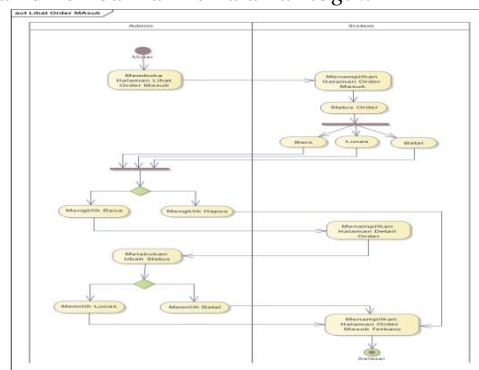 act Lihat Order MAsuk
Admin
Sistem
Mulai
Membuka
Halaman Lihat
Order Masuk
Menampilkan
Halaman Order
Masuk
Status Order
Baru
Lunas
Batal
Mengklik Baca
Mengklik Hapus
Menampilkan
Halaman Detail
Order
Melakukan
Ubah Status
Memilih Lunas
Memilih Batal
Menampilkan
Halaman Order
Masuk Terbaru
Selesai